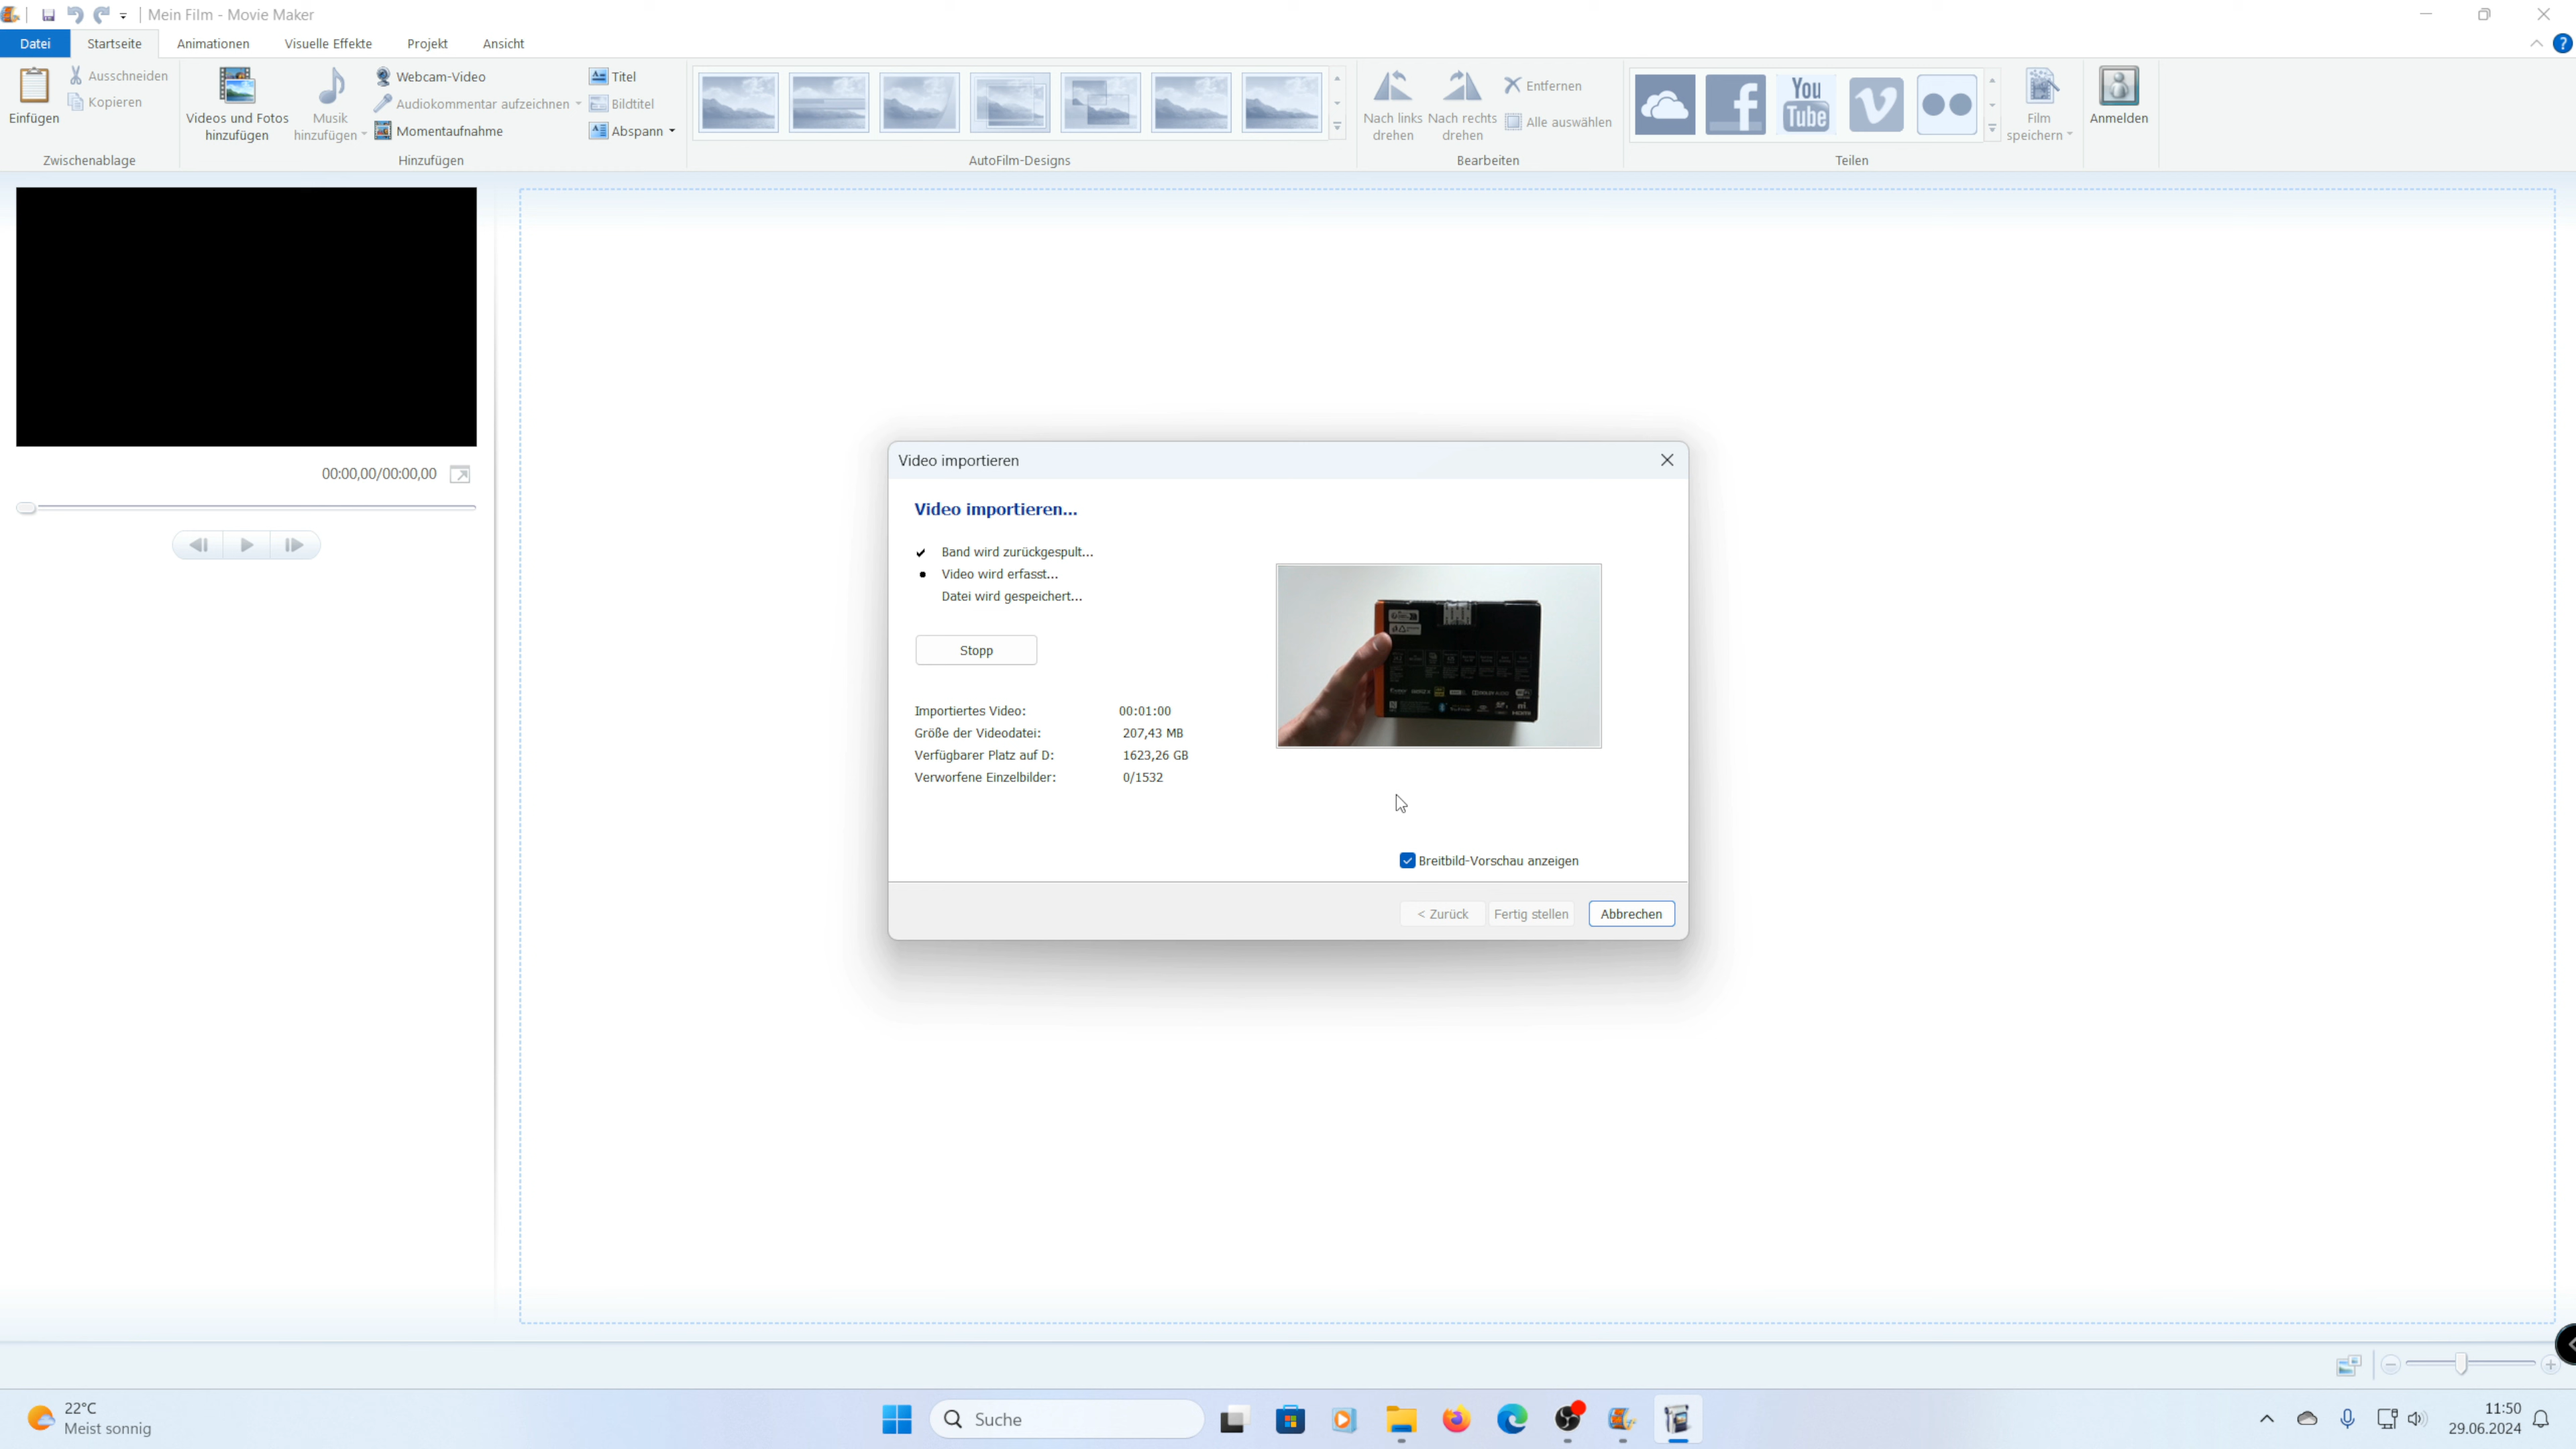 Mein Film - Movie Maker
Datei
Startseite
Animationen
Visuelle Effekte
Projekt
Ansicht
?
Einfügen
Ausschneiden
Kopieren
Zwischenablage
Videos und Fotos
hinzufügen
Musik
hinzufügen
Webcam-Video
Audiokommentar aufzeichnen
Momentaufnahme
Titel
Bildtitel
Abspann
Hinzufügen
AutoFilm-Designs
Nach links
drehen
Nach rechts
drehen
Entfernen
Alle auswählen
Bearbeiten
You
Tube
Teilen
Film
speichern
Anmelden
00:00,00/00:00,00
Video importieren
Video importieren...
Band wird zurückgespult...
Video wird erfasst...
Datei wird gespeichert...
Stopp
Importiertes Video: 00:01:00
Größe der Videodatei: 207,43 MB
Verfügbarer Platz auf D: 1623,26 GB
Verworfene Einzelbilder: 0/1532
Breitbild-Vorschau anzeigen
< Zurück
Fertig stellen
Abbrechen
22°C
Meist sonnig
Suche
11:50
29.06.2024